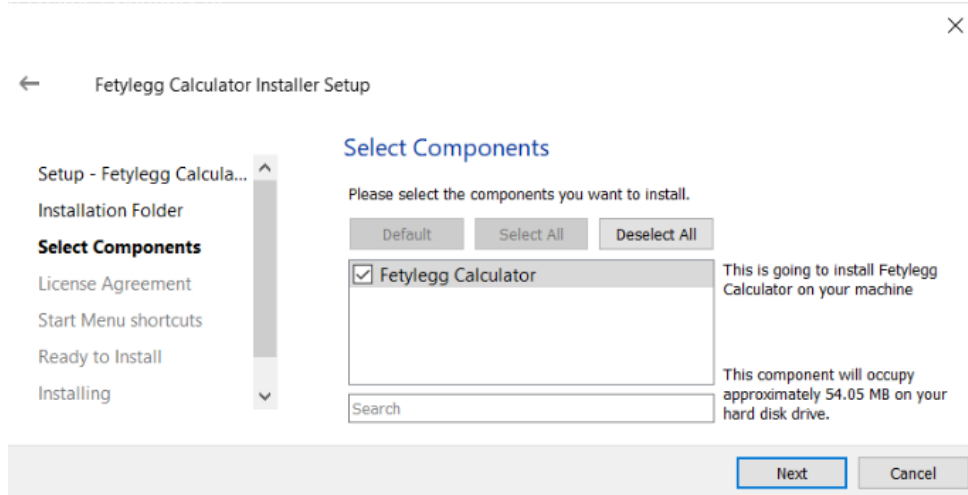 Fetylegg Calculator Installer Setup
Setup - Fetylegg Calcula...
Installation Folder
Select Components
License Agreement
Start Menu shortcuts
Ready to Install
Installing
Select Components
Please select the components you want to install.
Default
Select All
Deselect All
Fetylegg Calculator
Search
This is going to install Fetylegg
Calculator on your machine
This component will occupy
approximately 54.05 MB on your
hard disk drive.
Next
Cancel